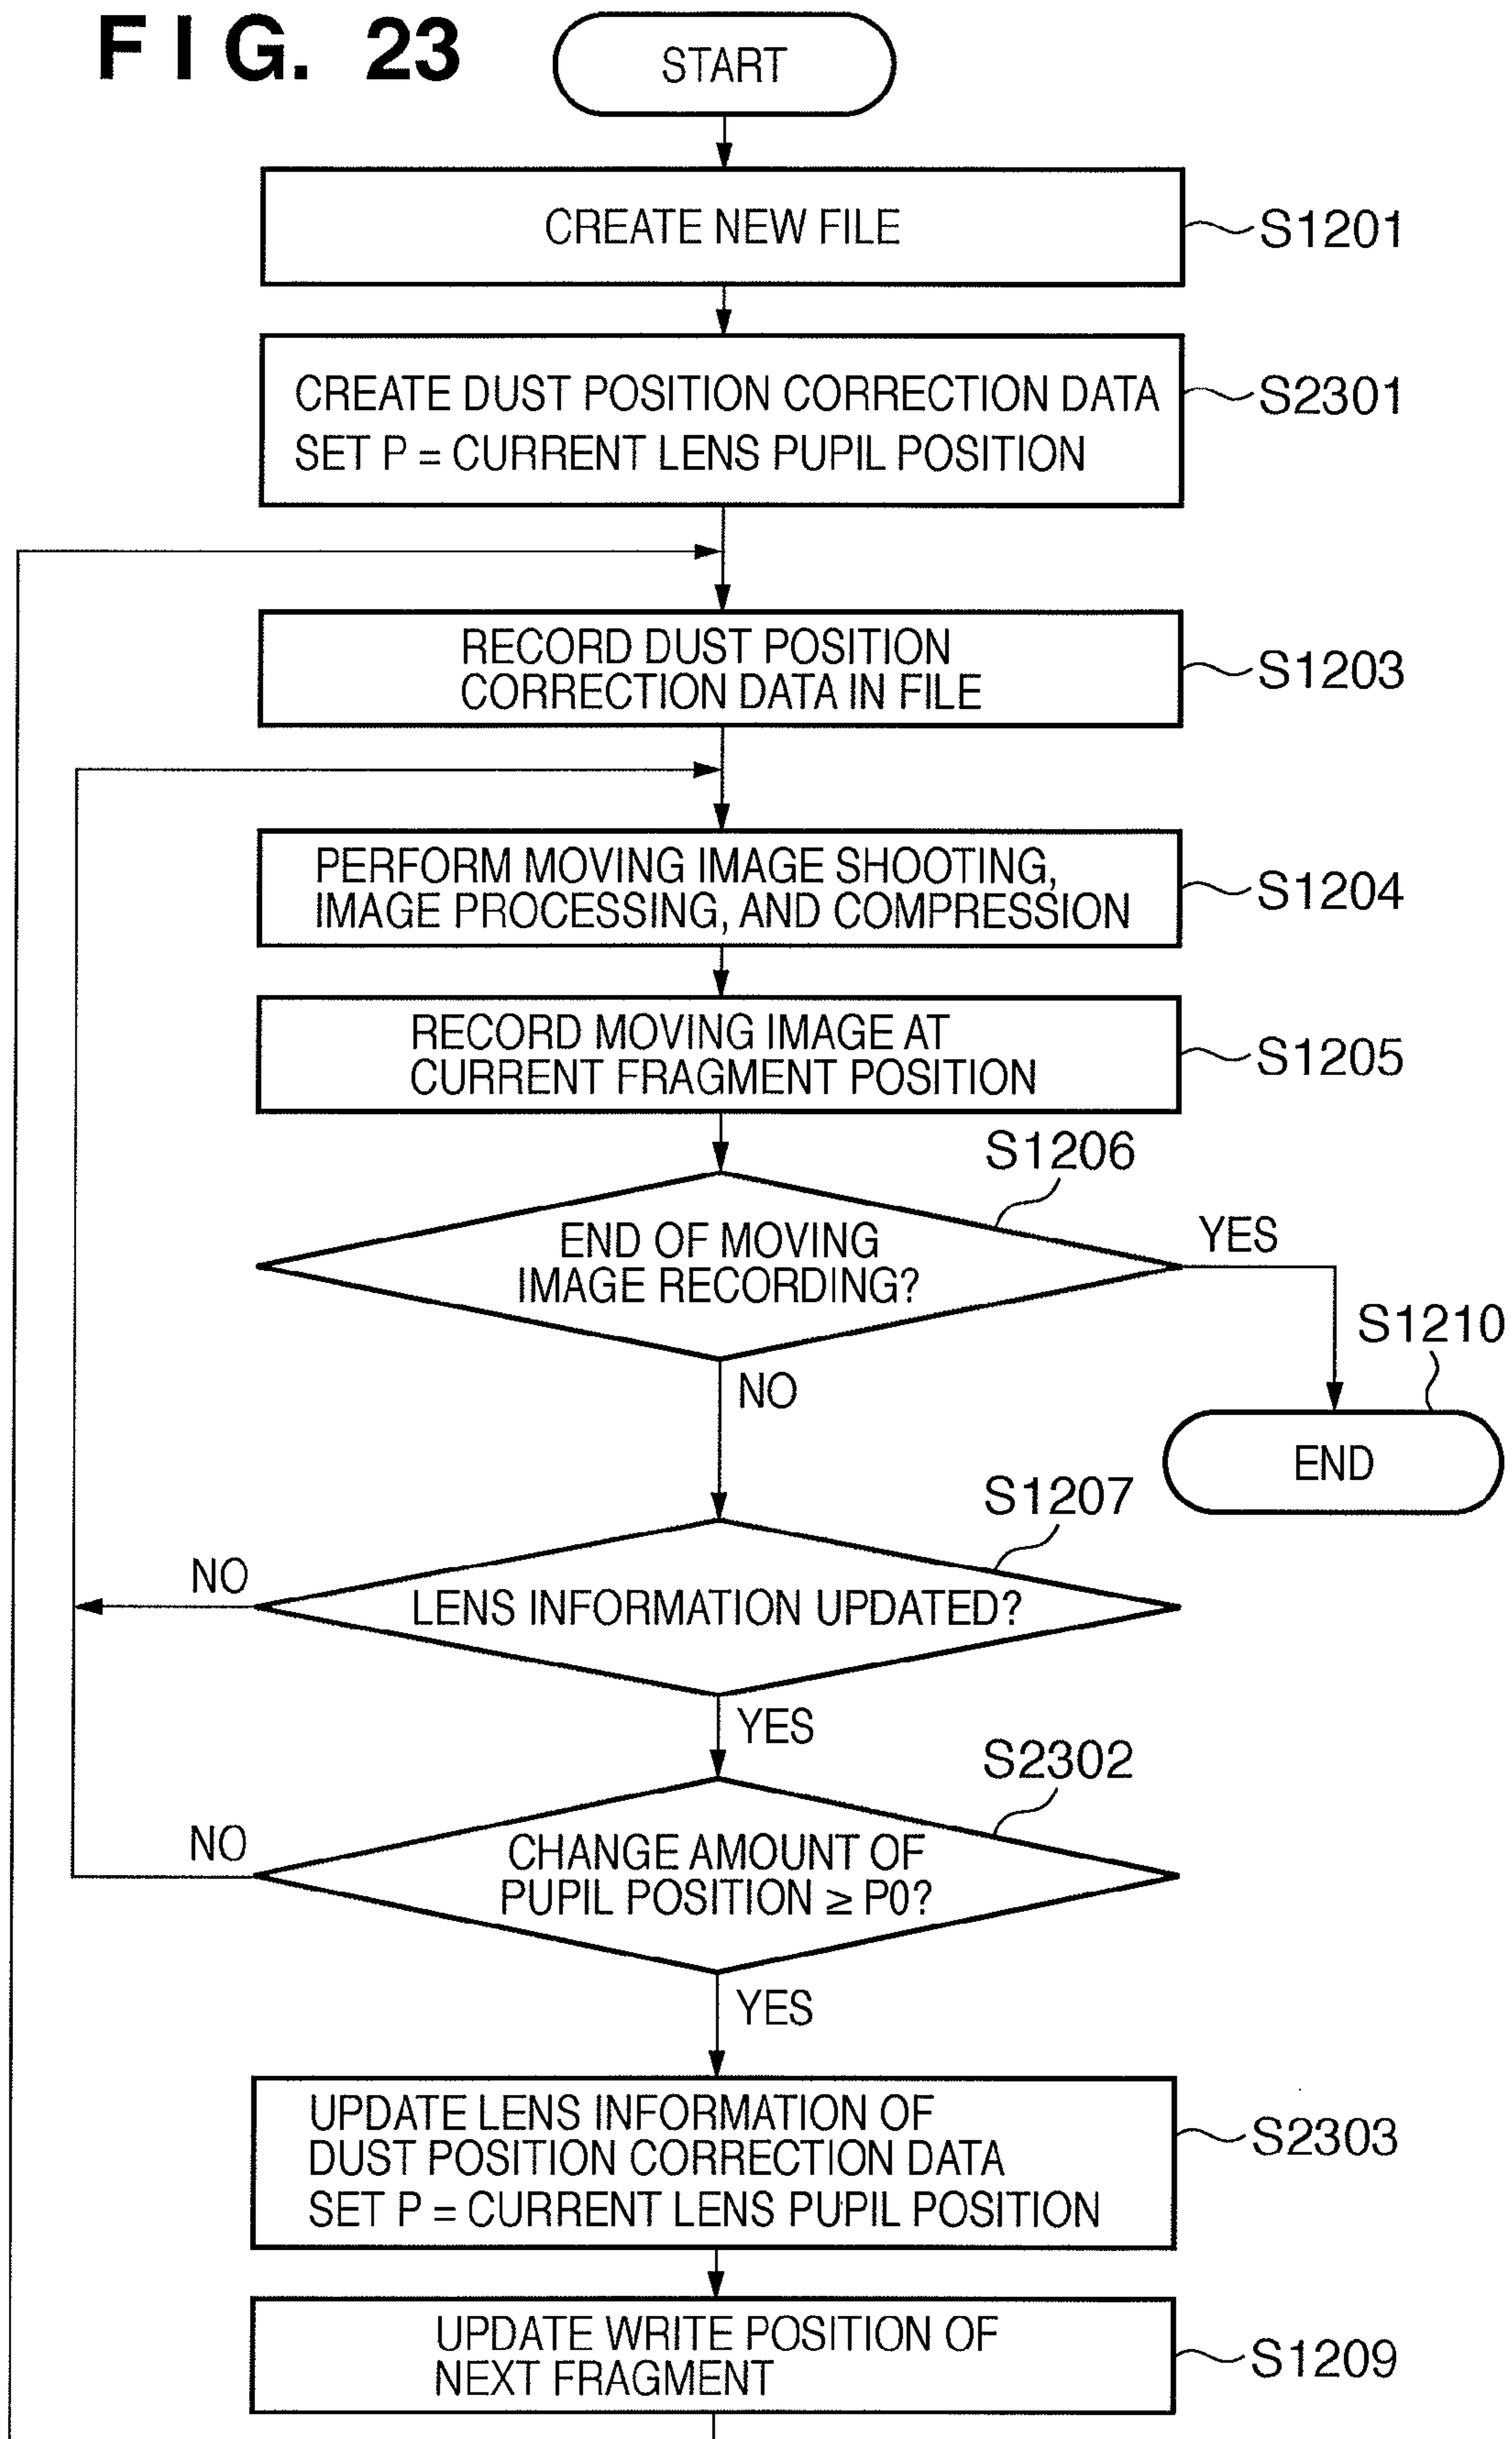 FIG. 23
START
CREATE NEW FILE
S1201
CREATE DUST POSITION CORRECTION DATA
SET P = CURRENT LENS PUPIL POSITION
S2301
RECORD DUST POSITION
CORRECTION DATA IN FILE
S1203
PERFORM MOVING IMAGE SHOOTING,
IMAGE PROCESSING, AND COMPRESSION
S1204
RECORD MOVING IMAGE AT
CURRENT FRAGMENT POSITION
S1205
S1206
END OF MOVING
IMAGE RECORDING?
YES
S1210
NO
END
S1207
NO
LENS INFORMATION UPDATED?
YES
S2302
NO
CHANGE AMOUNT OF
PUPIL POSITION ≥ P0?
YES
UPDATE LENS INFORMATION OF
DUST POSITION CORRECTION DATA
SET P = CURRENT LENS PUPIL POSITION
S2303
UPDATE WRITE POSITION OF
NEXT FRAGMENT
S1209